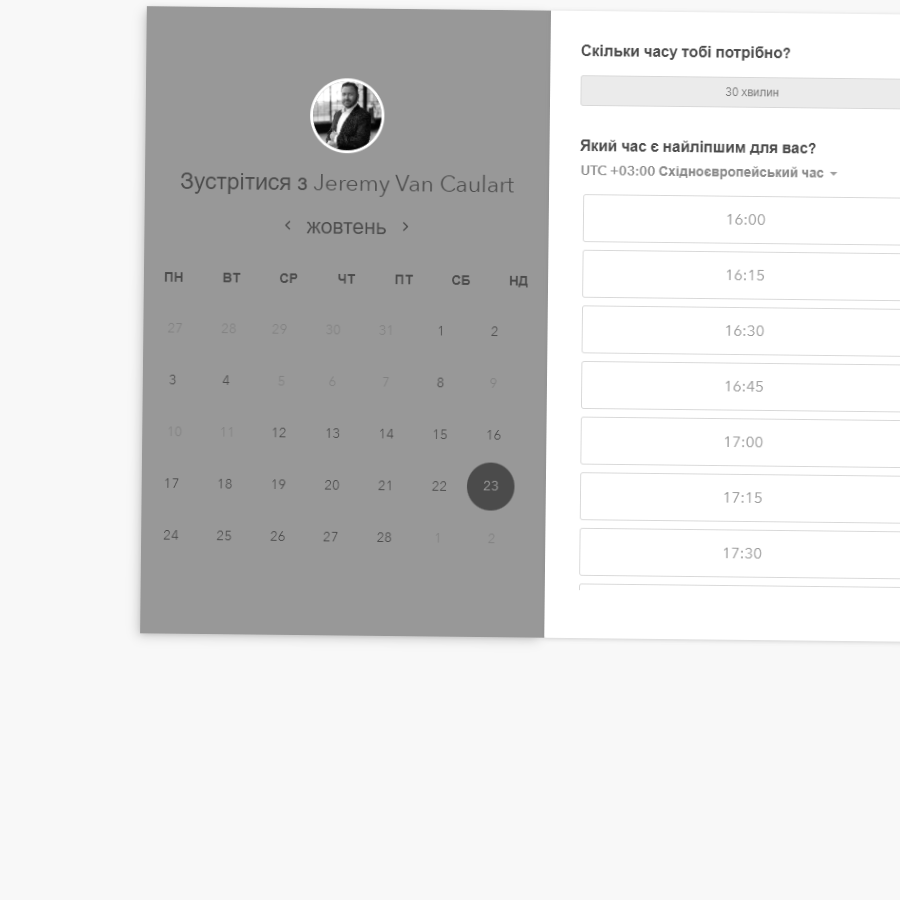 Зустрітися з Jeremy Van Caulart
‹ жовтень ›
ПН ВТ СР ЧТ ПТ СБ НД
27 28 29 30 31 1 2
3 4 5 6 7 8 9
10 11 12 13 14 15 16
17 18 19 20 21 22 23
24 25 26 27 28 1 2
Скільки часу тобі потрібно?
30 хвилин
Який час є найліпшим для вас?
UTC +03:00 Східноєвропейський час
16:00
16:15
16:30
16:45
17:00
17:15
17:30